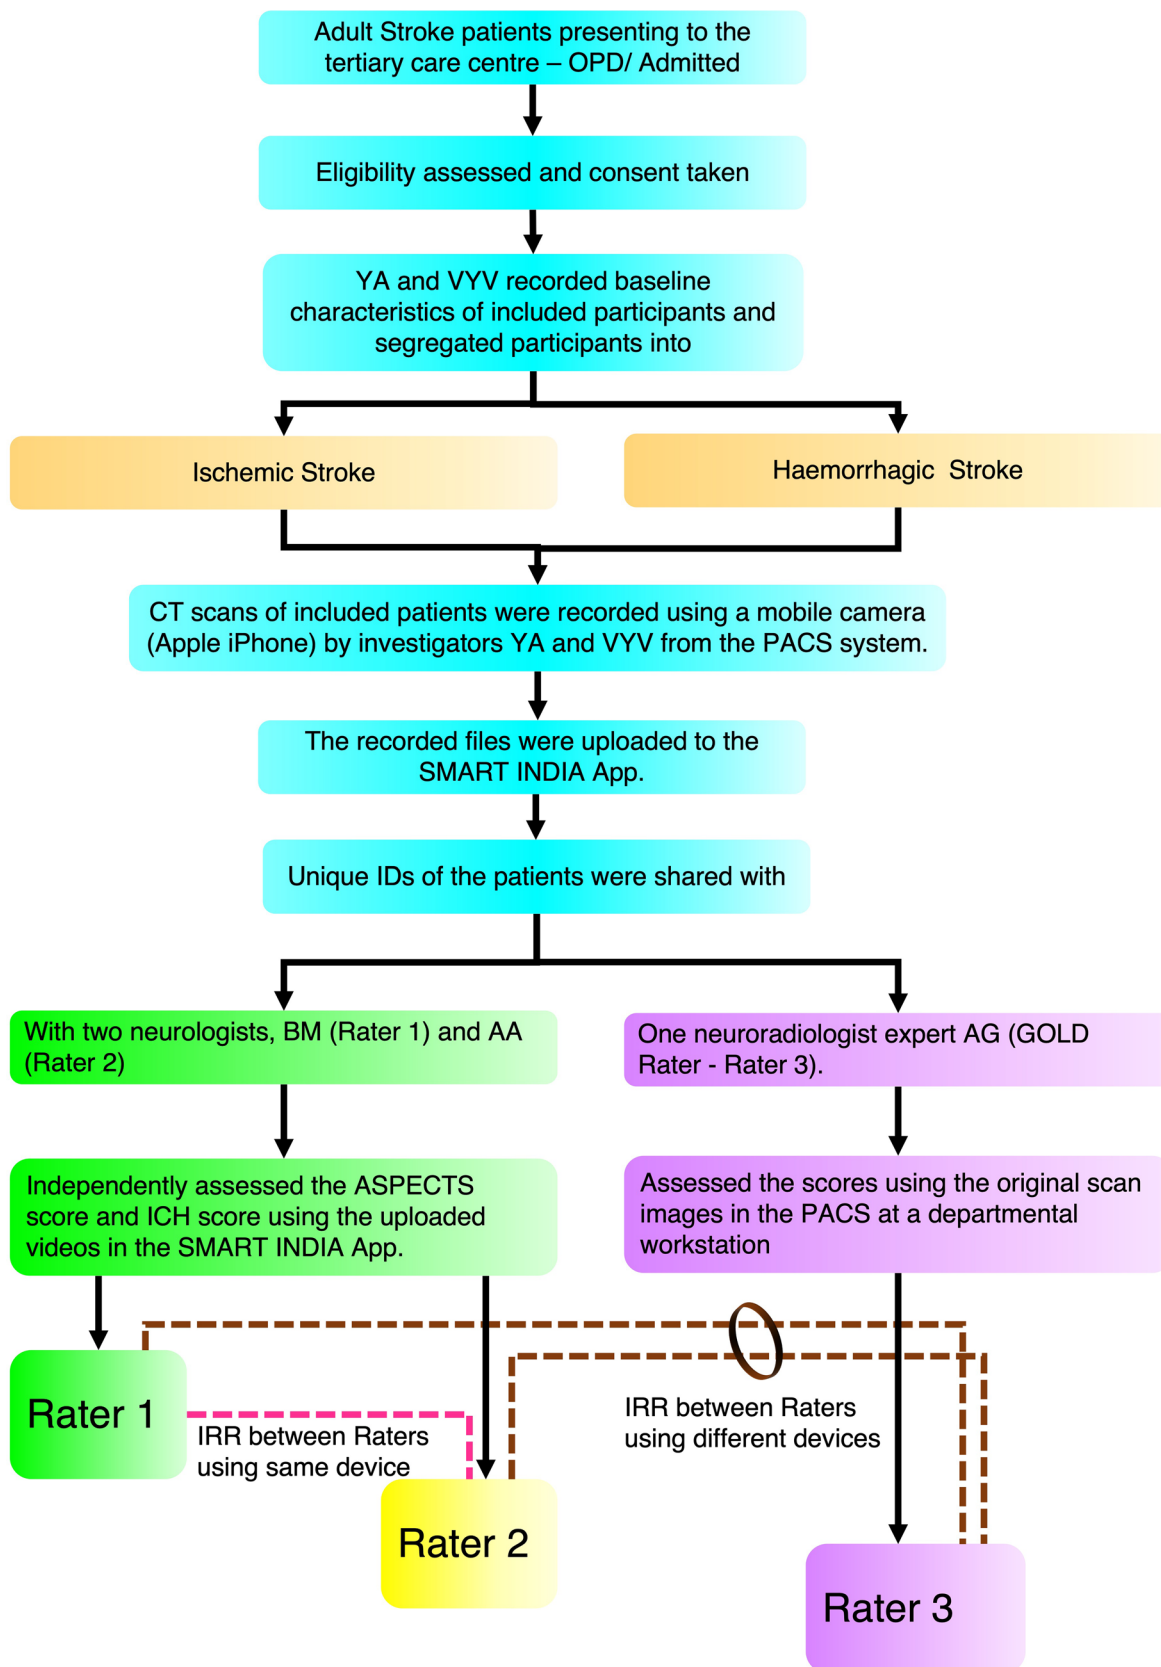 Adult Stroke patients presenting to the
tertiary care centre – OPD/ Admitted
Eligibility assessed and consent taken
YA and VYV recorded baseline
characteristics of included participants and
segregated participants into
Ischemic Stroke
Haemorrhagic  Stroke
CT scans of included patients were recorded using a mobile camera
(Apple iPhone) by investigators YA and VYV from the PACS system.
The recorded files were uploaded to the
SMART INDIA App.
Unique IDs of the patients were shared with
With two neurologists, BM (Rater 1) and AA
(Rater 2)
One neuroradiologist expert AG (GOLD
Rater - Rater 3).
Independently assessed the ASPECTS
score and ICH score using the uploaded
videos in the SMART INDIA App.
Assessed the scores using the original scan
images in the PACS at a departmental
workstation
Rater 1
IRR between Raters
using same device
IRR between Raters
using different devices
Rater 2
Rater 3